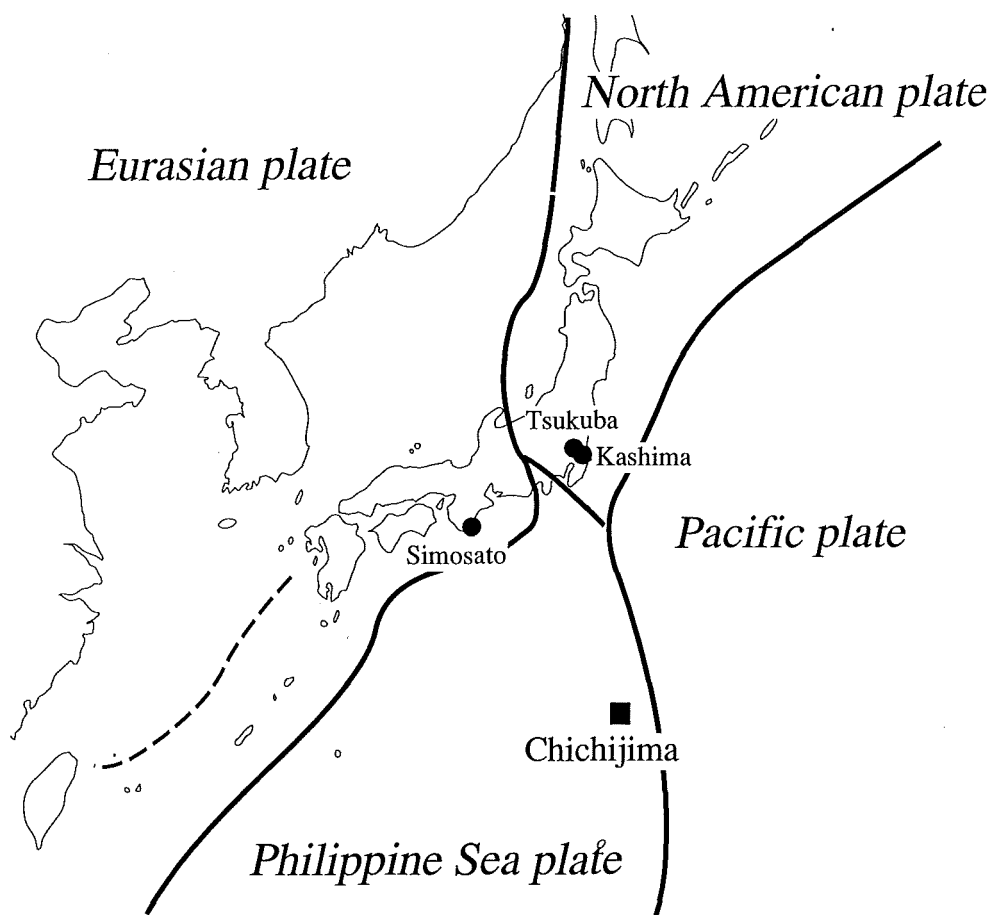 North American plate
Eurasian plate
Tsukuba
Kashima
Pacific plate
Simosato
Chichijima
Philippine Sea plate